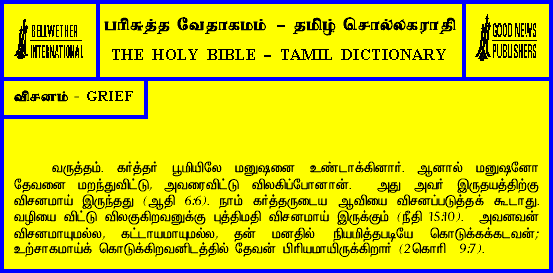 BELLWETHER
INTERNATIONAL
பரிசுத்த வேதாகமம் – தமிழ் சொல்லகராதி
THE HOLY BIBLE – TAMIL DICTIONARY
GOOD NEWS
PUBLISHERS
விசனம் - GRIEF
வருத்தம். கர்த்தர் பூமியிலே மனுஷனை உண்டாக்கினார். ஆனால் மனுஷனோ
தேவனை மறந்துவிட்டு, அவரைவிட்டு விலகிப்போனான். அது அவர் இருதயத்திற்கு
விசனமாய் இருந்தது (ஆதி 6:6). நாம் கர்த்தருடைய ஆவியை விசனப்படுத்தக் கூடாது.
வழியை விட்டு விலகுகிறவனுக்கு புத்திமதி விசனமாய் இருக்கும் (நீதி 15:10). அவனவன்
விசனமாயுமல்ல, கட்டாயமாயுமல்ல, தன் மனதில் நியமித்தபடியே கொடுக்கக்கடவன்;
உற்சாகமாய்க் கொடுக்கிறவனிடத்தில் தேவன் பிரியமாயிருக்கிறார் (2கொரி 9:7).